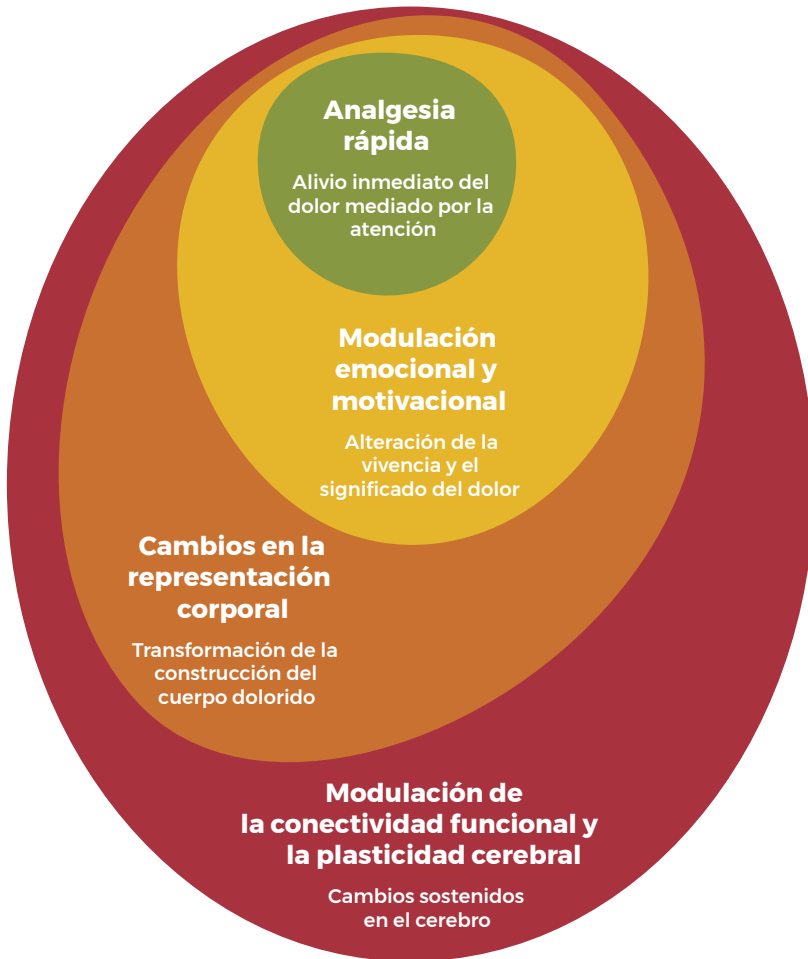 Analgesia
rápida
Alivio inmediato del
dolor mediado por la
atención
Modulación
emocional y
motivacional
Alteración de la
vivencia y el
significado del dolor
Cambios en la
representación
corporal
Transformación de la
construcción del
cuerpo dolorido
Modulación de
la conectividad funcional y
la plasticidad cerebral
Cambios sostenidos
en el cerebro